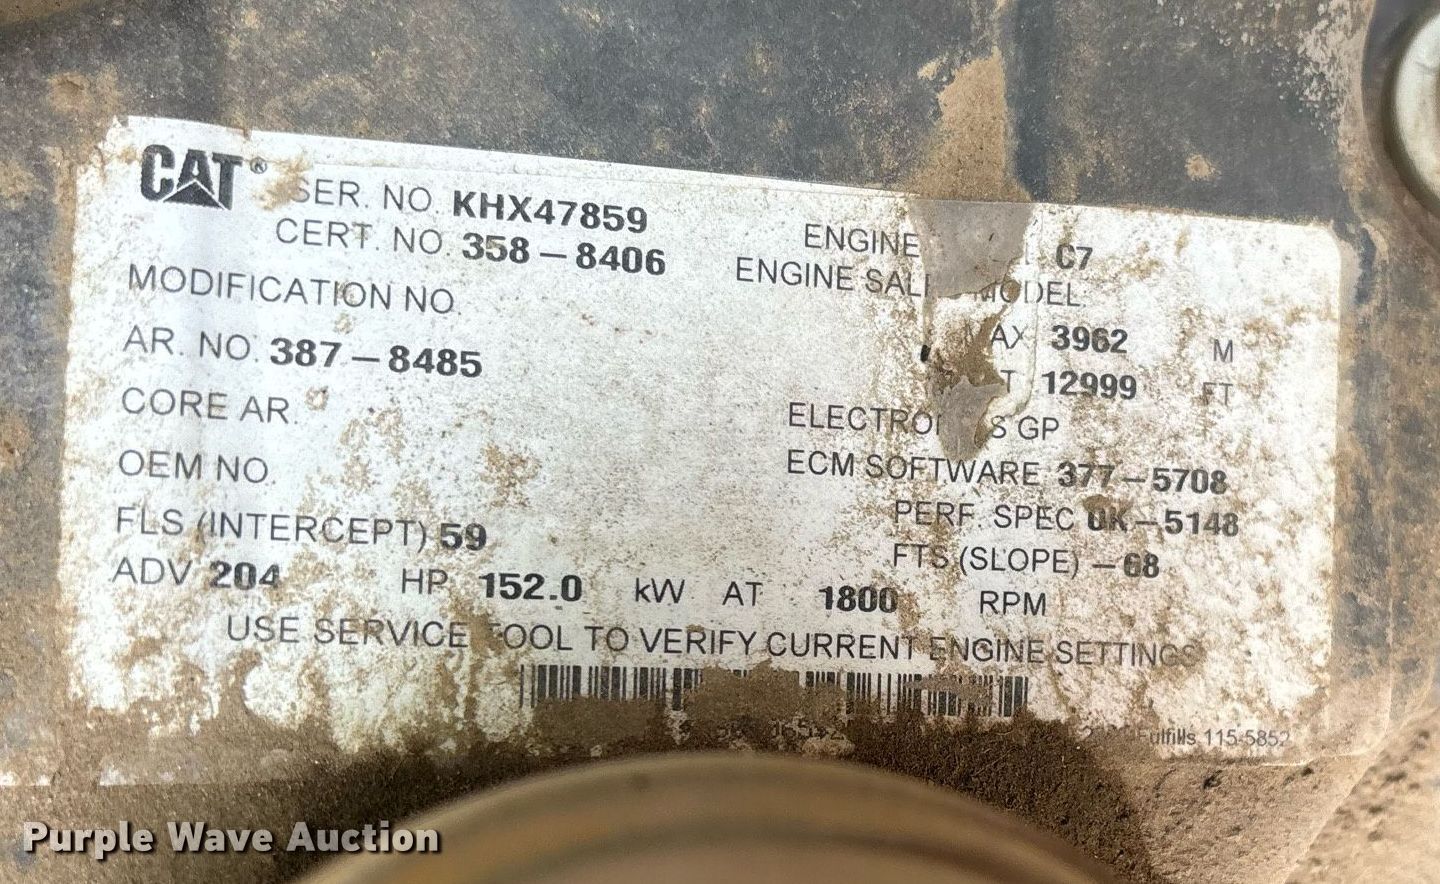 CAT® SER. NO. KHX47859
CERT. NO. 358-8406
MODIFICATION NO.
AR. NO. 387-8485
CORE AR.
OEM NO.
FLS (INTERCEPT) 59
ADV 204 HP 152.0 kW AT 1800 RPM
ENGINE C7
ENGINE MODEL:
3962 M
12999 FT
GP
ECM SOFTWARE 377-5708
PERF. SPEC 0K-5148
FTS (SLOPE) -68
USE SERVICE TOOL TO VERIFY CURRENT ENGINE SETTINGS
Fulfills 115-5852
Purple Wave Auction